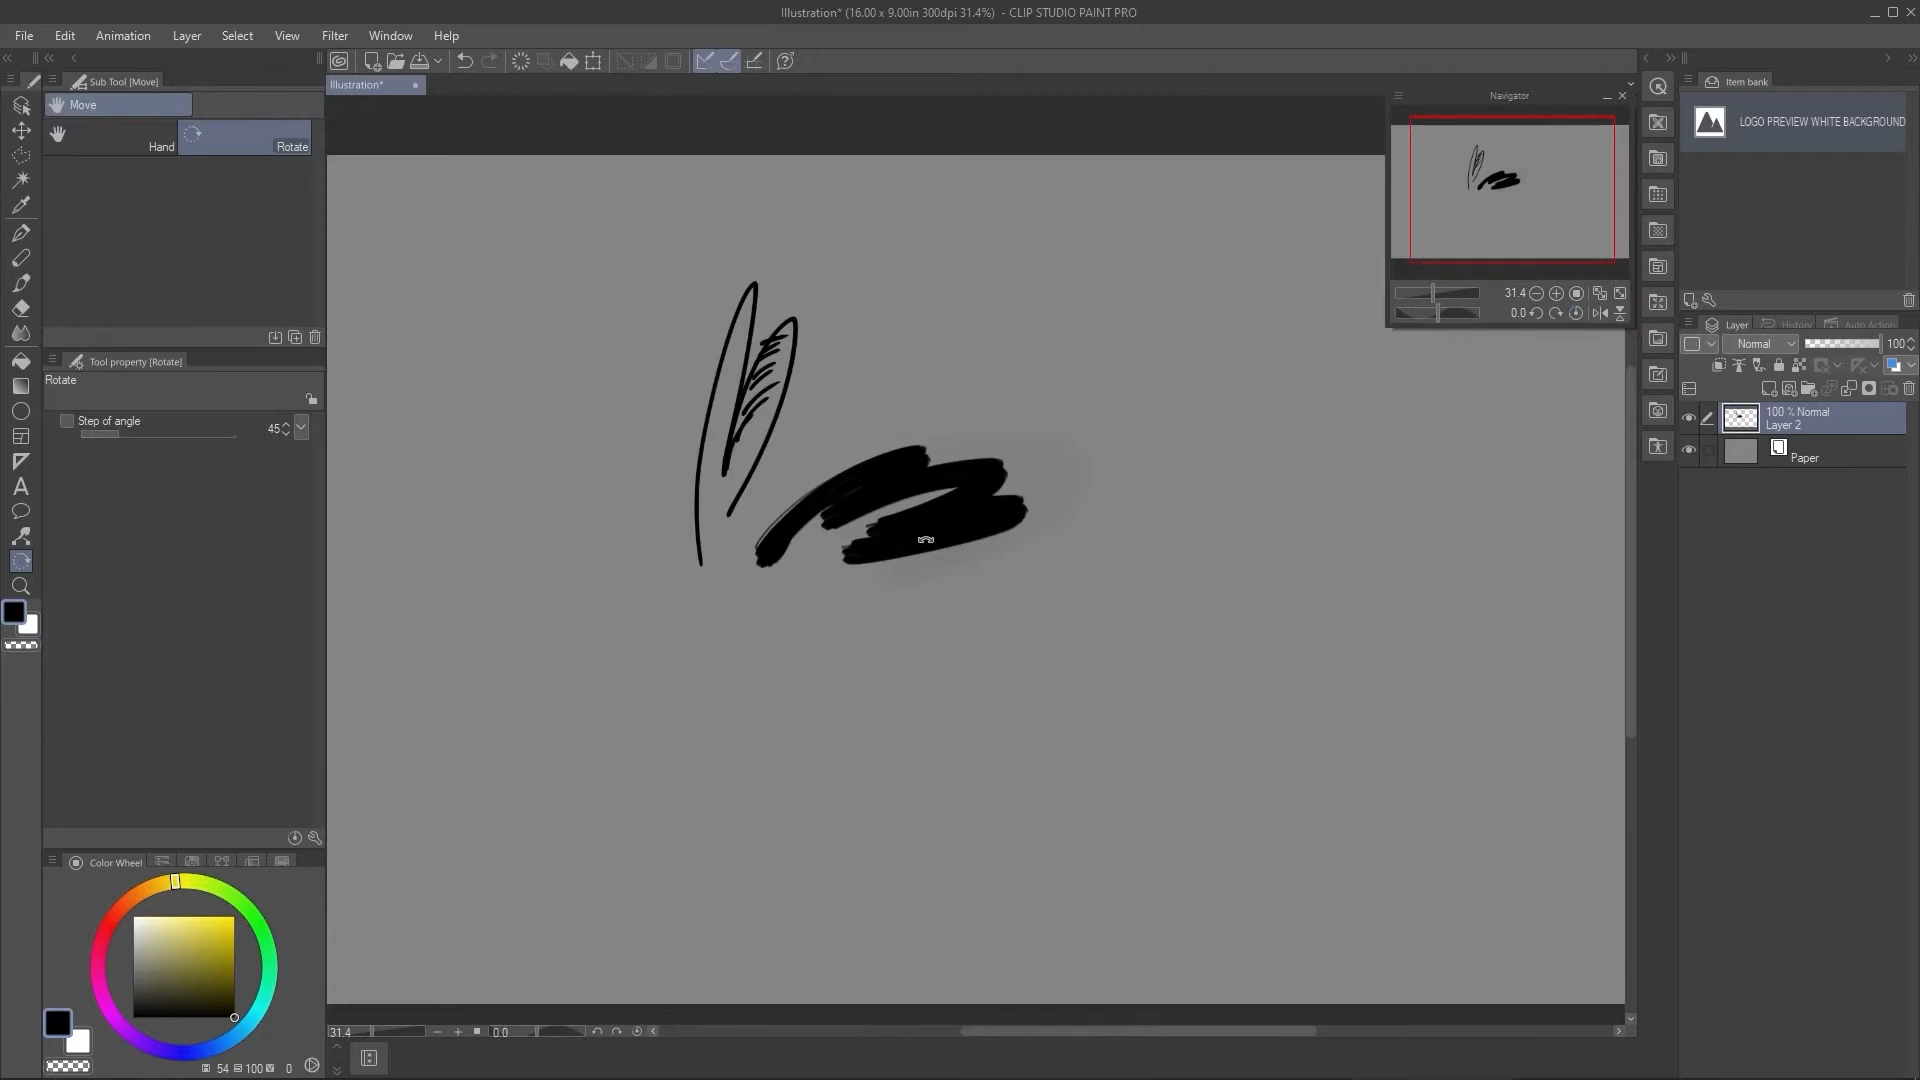 Illustration* (16.00 x 9.00in 300dpi 31.4%) - CLIP STUDIO PAINT PRO
File Edit Animation Layer Select View Filter Window Help
Sub Tool [Move]
Move
Hand
Rotate
Tool property [Rotate]
Rotate
Step of angle
45
Color Wheel
54 100 0
Illustration*
31.4
0.0
Navigator
31.4
0.0
Item bank
LOGO PREVIEW WHITE BACKGROUND
Layer History Auto Action
Normal 100
100 % Normal
Layer 2
Paper